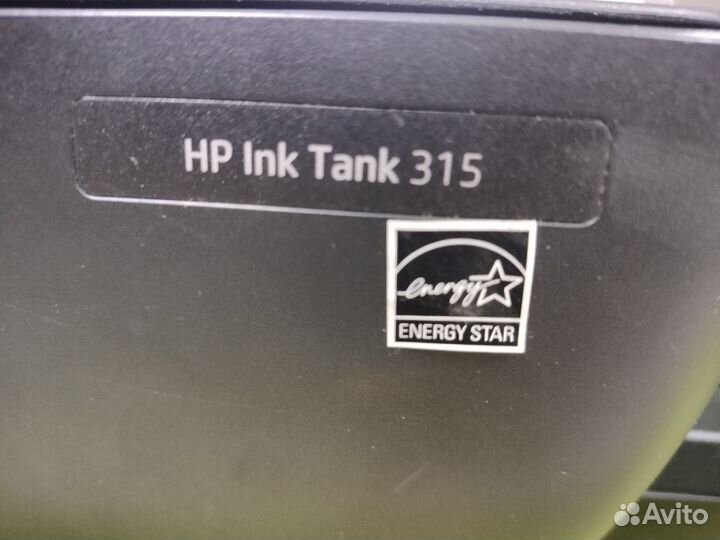 HP Ink Tank 315
energy
ENERGY STAR
Avito